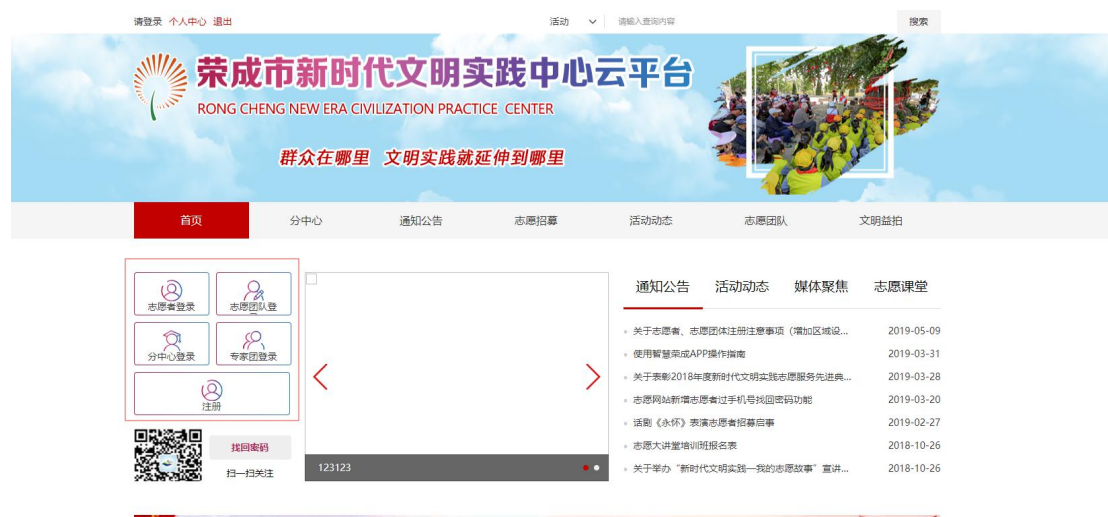 请登录 个人中心 退出
活动
请输入查询内容
搜索
荣成市新时代文明实践中心云平台
RONG CHENG NEW ERA CIVILIZATION PRACTICE CENTER
群众在哪里 文明实践就延伸到哪里
首页 分中心 通知公告 志愿招募 活动动态 志愿团队 文明益拍
志愿者登录
志愿团队登
分中心登录
专家团登录
注册
找回密码
扫一扫关注
123123
通知公告 活动动态 媒体聚焦 志愿课堂
关于志愿者、志愿团体注册注意事项（增加区域设... 2019-05-09
使用智慧荣成APP操作指南 2019-03-31
关于表彰2018年度新时代文明实践志愿服务先进典... 2019-03-28
志愿网站新增志愿者过手机号找回密码功能 2019-03-20
话剧《永怀》表演志愿者招募启事 2019-02-27
志愿大讲堂培训班报名表 2018-10-26
关于举办“新时代文明实践—我的志愿故事”宣讲... 2018-10-26